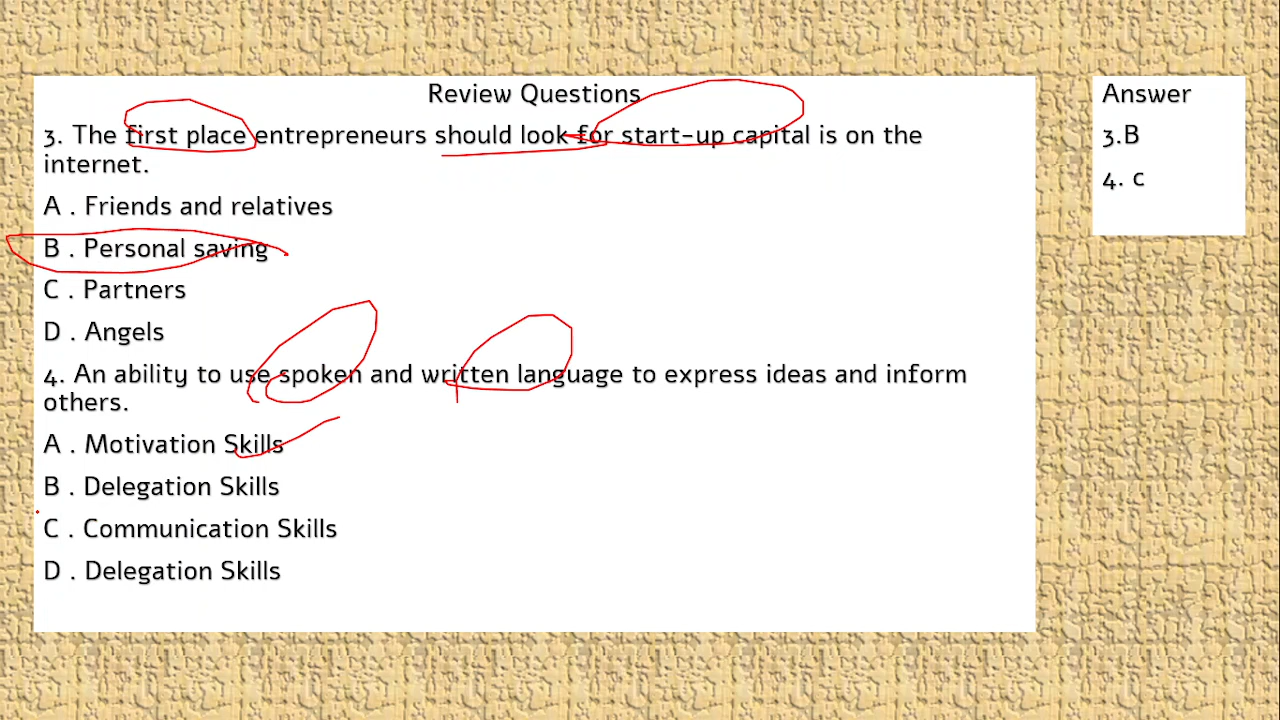 Review Questions
3. The first place entrepreneurs should look for start-up capital is on the
internet.
A . Friends and relatives
B . Personal saving
C . Partners
D . Angels
4. An ability to use spoken and written language to express ideas and inform
others.
A . Motivation Skills
B . Delegation Skills
C . Communication Skills
D . Delegation Skills
Answer
3.B
4. c